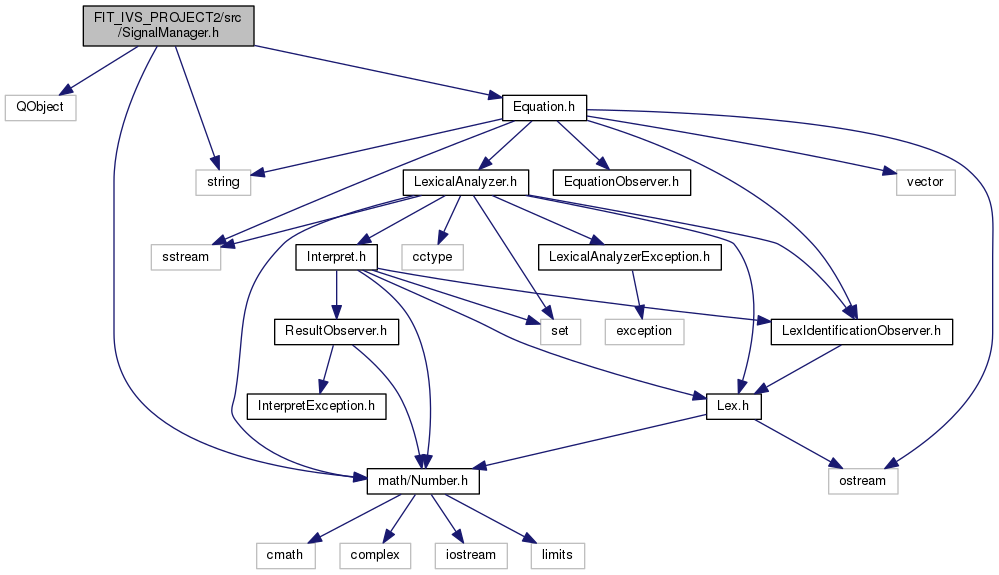 FIT_IVS_PROJECT2/src
/SignalManager.h
QObject
Equation.h
string
LexicalAnalyzer.h
EquationObserver.h
vector
sstream
Interpret.h
cctype
LexicalAnalyzerException.h
ResultObserver.h
set
exception
LexIdentificationObserver.h
InterpretException.h
Lex.h
math/Number.h
ostream
cmath
complex
iostream
limits